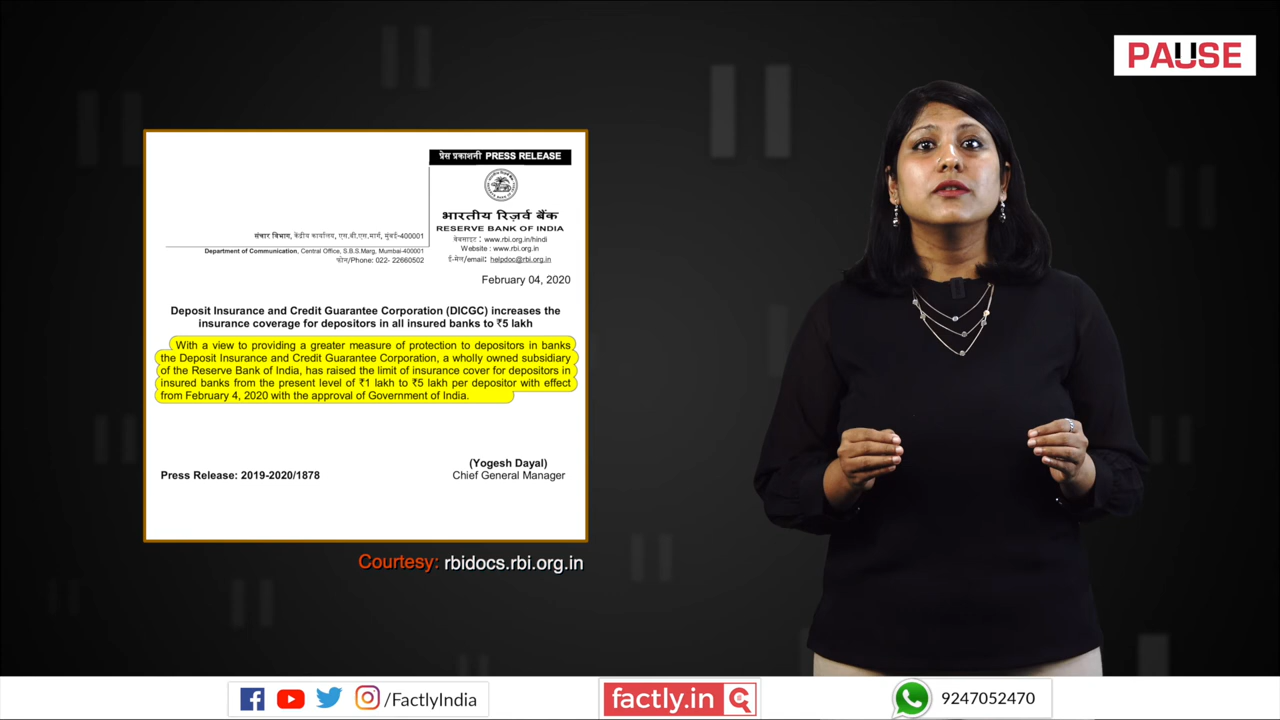 PAUSE
प्रेस प्रकाशनी PRESS RELEASE
भारतीय रिज़र्व बैंक
RESERVE BANK OF INDIA
वेबसाइट : www.rbi.org.in/hindi
Website : www.rbi.org.in
ई-मेल/email: helpdoc@rbi.org.in
संचार विभाग, केंद्रीय कार्यालय, एस.बी.एस.मार्ग, मुंबई-400001
Department of Communication, Central Office, S.B.S.Marg, Mumbai-400001
फोन/Phone: 022- 22660502
February 04, 2020
Deposit Insurance and Credit Guarantee Corporation (DICGC) increases the
insurance coverage for depositors in all insured banks to ₹5 lakh
With a view to providing a greater measure of protection to depositors in banks
the Deposit Insurance and Credit Guarantee Corporation, a wholly owned subsidiary
of the Reserve Bank of India, has raised the limit of insurance cover for depositors in
insured banks from the present level of ₹1 lakh to ₹5 lakh per depositor with effect
from February 4, 2020 with the approval of Government of India.
(Yogesh Dayal)
Press Release: 2019-2020/1878 Chief General Manager
Courtesy: rbidocs.rbi.org.in
/FactlyIndia
factly.in
9247052470